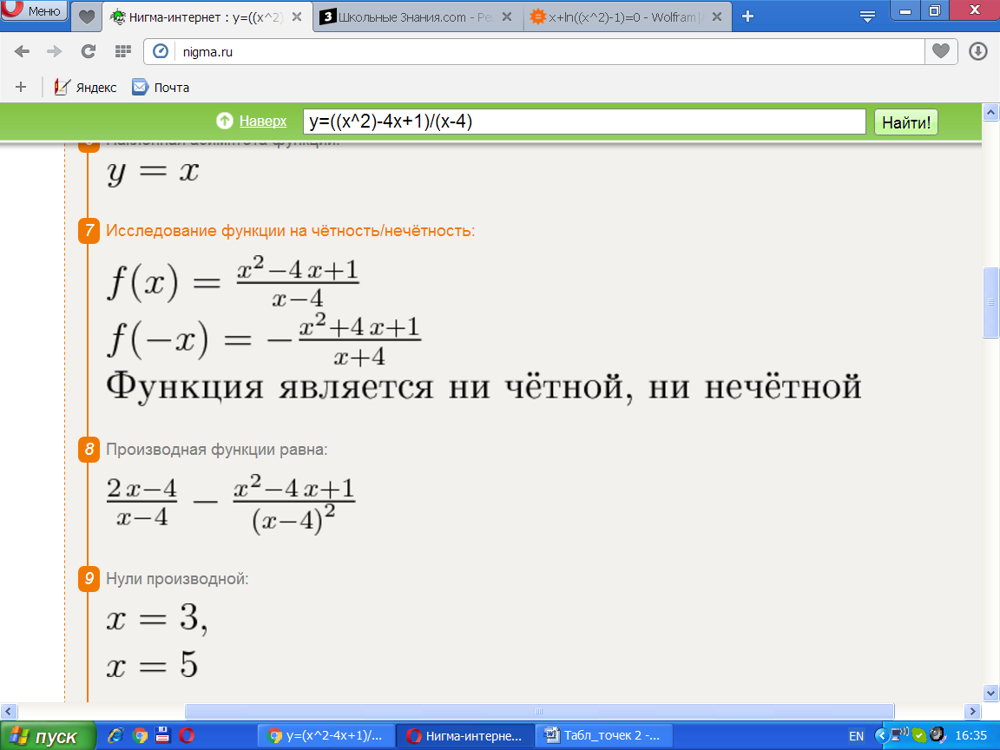 Меню
Нигма-интернет : y=((x^2)
Школьные Знания.com - Ре
x+ln((x^2)-1)=0 - Wolfram|
nigma.ru
Яндекс
Почта
Наверх
y=((x^2)-4x+1)/(x-4)
Найти!
Наклонная асимптота функции:
y = x
7 Исследование функции на чётность/нечётность:
f(x) = \frac{x^2-4x+1}{x-4}
f(-x) = -\frac{x^2+4x+1}{x+4}
Функция является ни чётной, ни нечётной
8 Производная функции равна:
\frac{2x-4}{x-4} - \frac{x^2-4x+1}{(x-4)^2}
9 Нули производной:
x = 3,
x = 5
пуск
y=(x^2-4x+1)/...
Нигма-интерне...
Табл_точек 2 -...
EN
16:35